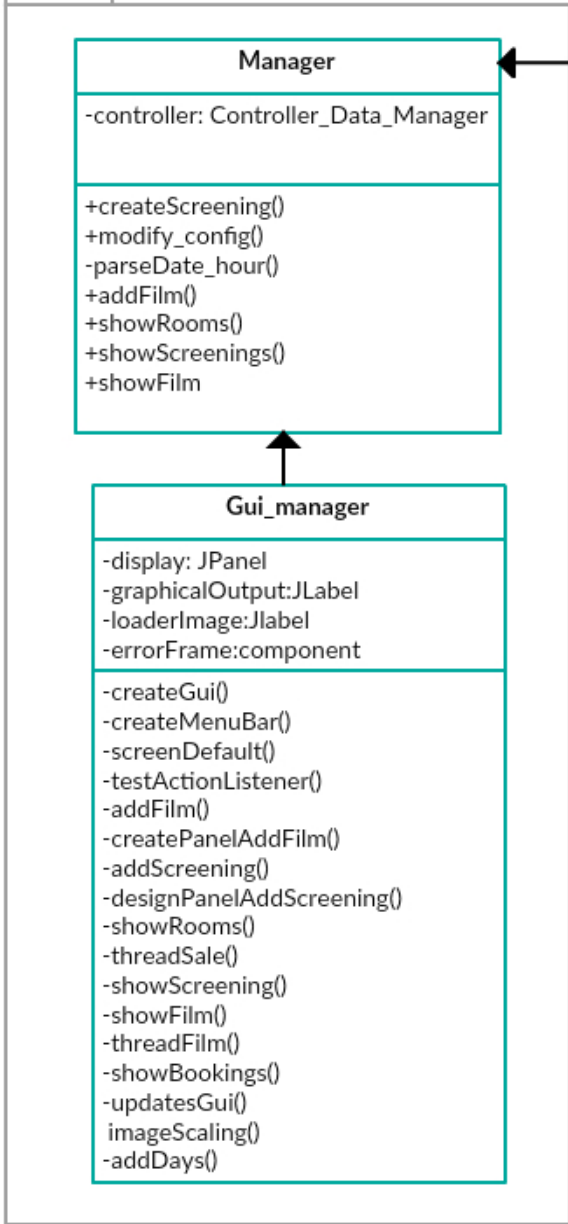 Manager
-controller: Controller_Data_Manager
+createScreening()
+modify_config()
-parseDate_hour()
+addFilm()
+showRooms()
+showScreenings()
+showFilm
Gui_manager
-display: JPanel
-graphicalOutput:JLabel
-loaderImage:Jlabel
-errorFrame:component
-createGui()
-createMenuBar()
-screenDefault()
-testActionListener()
-addFilm()
-createPanelAddFilm()
-addScreening()
-designPanelAddScreening()
-showRooms()
-threadSale()
-showScreening()
-showFilm()
-threadFilm()
-showBookings()
-updatesGui()
imageScaling()
-addDays()